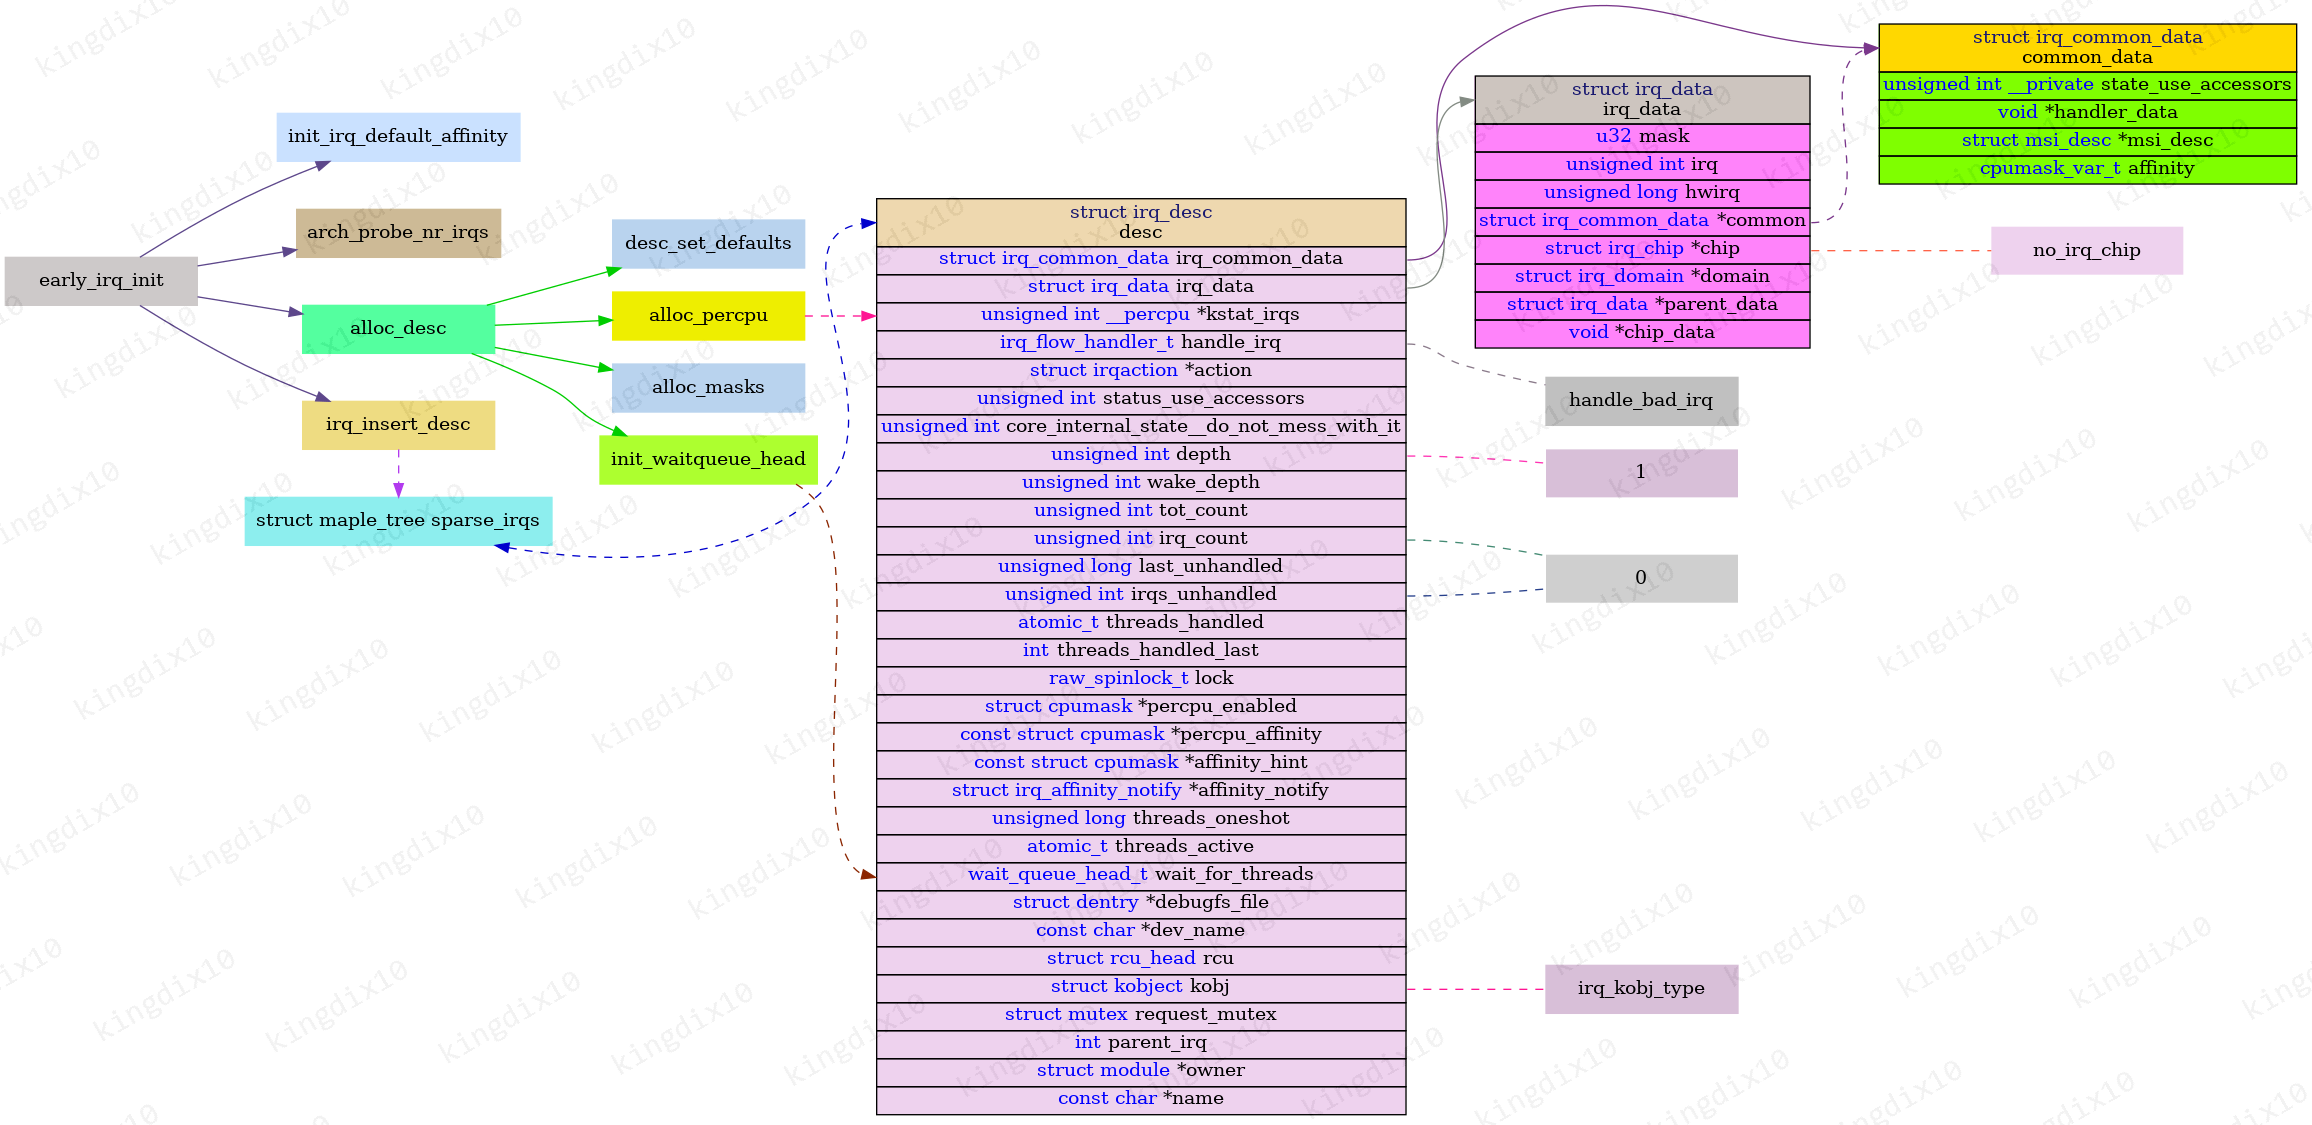 early_irq_init
init_irq_default_affinity
arch_probe_nr_irqs
alloc_desc
irq_insert_desc
struct maple_tree sparse_irqs
desc_set_defaults
alloc_percpu
alloc_masks
init_waitqueue_head
struct irq_desc
desc
struct irq_common_data irq_common_data
struct irq_data irq_data
unsigned int __percpu *kstat_irqs
irq_flow_handler_t handle_irq
struct irqaction *action
unsigned int status_use_accessors
unsigned int core_internal_state__do_not_mess_with_it
unsigned int depth
unsigned int wake_depth
unsigned int tot_count
unsigned int irq_count
unsigned long last_unhandled
unsigned int irqs_unhandled
atomic_t threads_handled
int threads_handled_last
raw_spinlock_t lock
struct cpumask *percpu_enabled
const struct cpumask *percpu_affinity
const struct cpumask *affinity_hint
struct irq_affinity_notify *affinity_notify
unsigned long threads_oneshot
atomic_t threads_active
wait_queue_head_t wait_for_threads
struct dentry *debugfs_file
const char *dev_name
struct rcu_head rcu
struct kobject kobj
struct mutex request_mutex
int parent_irq
struct module *owner
const char *name
struct irq_data
irq_data
u32 mask
unsigned int irq
unsigned long hwirq
struct irq_common_data *common
struct irq_chip *chip
struct irq_domain *domain
struct irq_data *parent_data
void *chip_data
handle_bad_irq
1
0
irq_kobj_type
struct irq_common_data
common_data
unsigned int __private state_use_accessors
void *handler_data
struct msi_desc *msi_desc
cpumask_var_t affinity
no_irq_chip
kingdix10